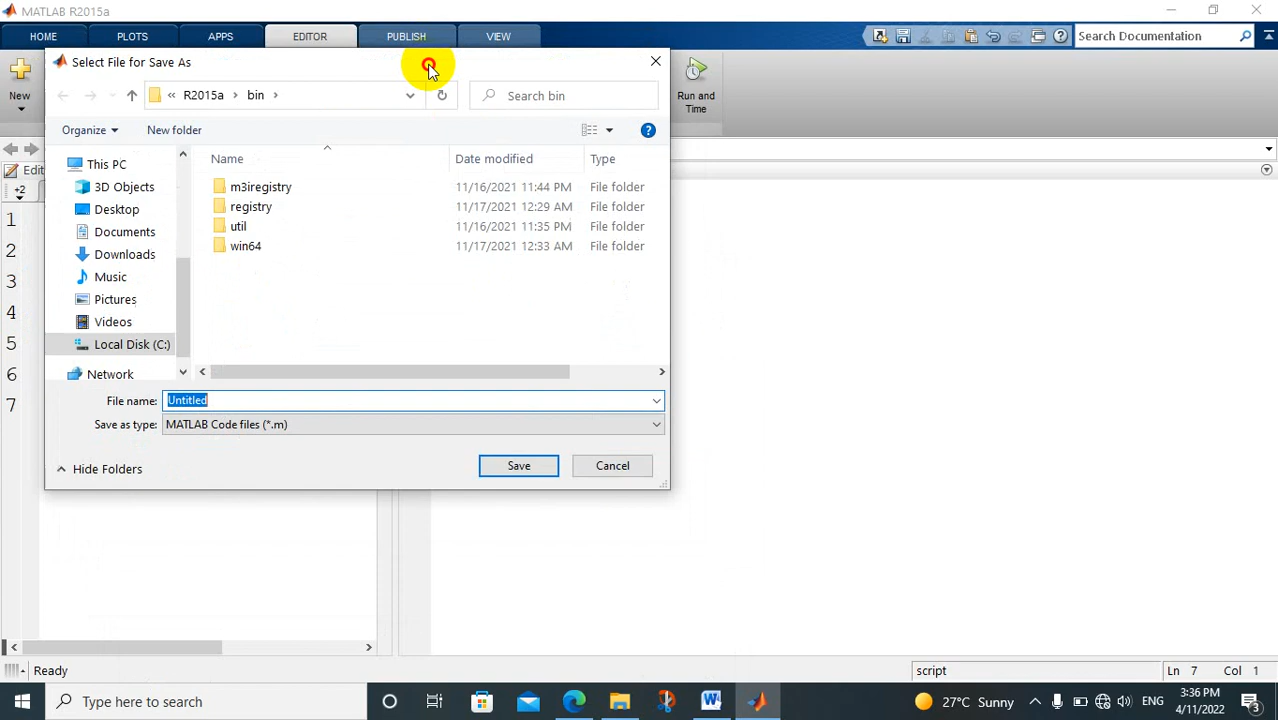 MATLAB R2015a
HOME PLOTS APPS EDITOR PUBLISH VIEW Search Documentation
Select File for Save As
New
Run and Time
« R2015a › bin › Search bin
Organize New folder
Name Date modified Type
This PC
3D Objects
Desktop
Documents
Downloads
Music
Pictures
Videos
Local Disk (C:)
Network
m3iregistry 11/16/2021 11:44 PM File folder
registry 11/17/2021 12:29 AM File folder
util 11/16/2021 11:35 PM File folder
win64 11/17/2021 12:33 AM File folder
Edit
+2
1
2
3
4
5
6
7
File name: Untitled
Save as type: MATLAB Code files (*.m)
Hide Folders Save Cancel
Ready script Ln 7 Col 1
Type here to search 27°C Sunny ENG 3:36 PM
4/11/2022 3